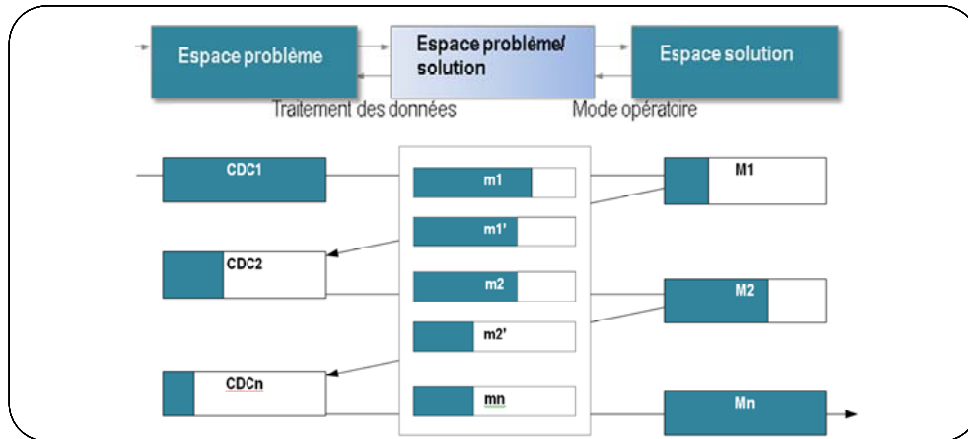 Espace problème
Espace problème/
solution
Espace solution
Traitement des données
Mode opératoire
CDC1
m1
M1
m1’
CDC2
m2
M2
m2’
CDCn
mn
Mn